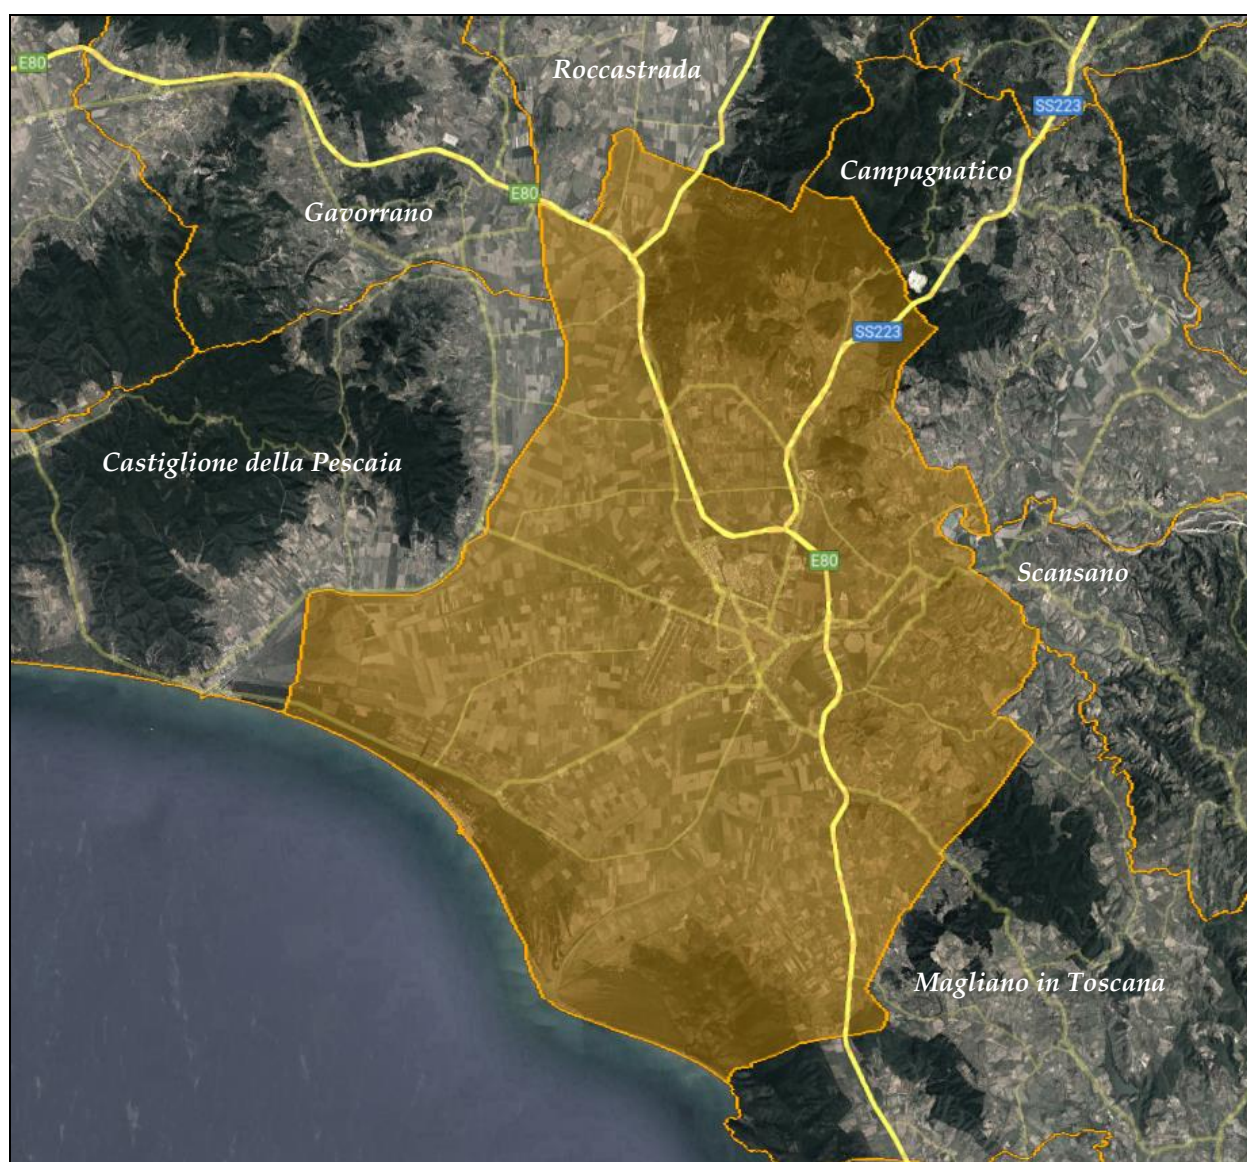 E80
Roccastrada
SS223
Campagnatico
E80
Gavorrano
SS223
Castiglione della Pescaia
E80
Scansano
Magliano in Toscana